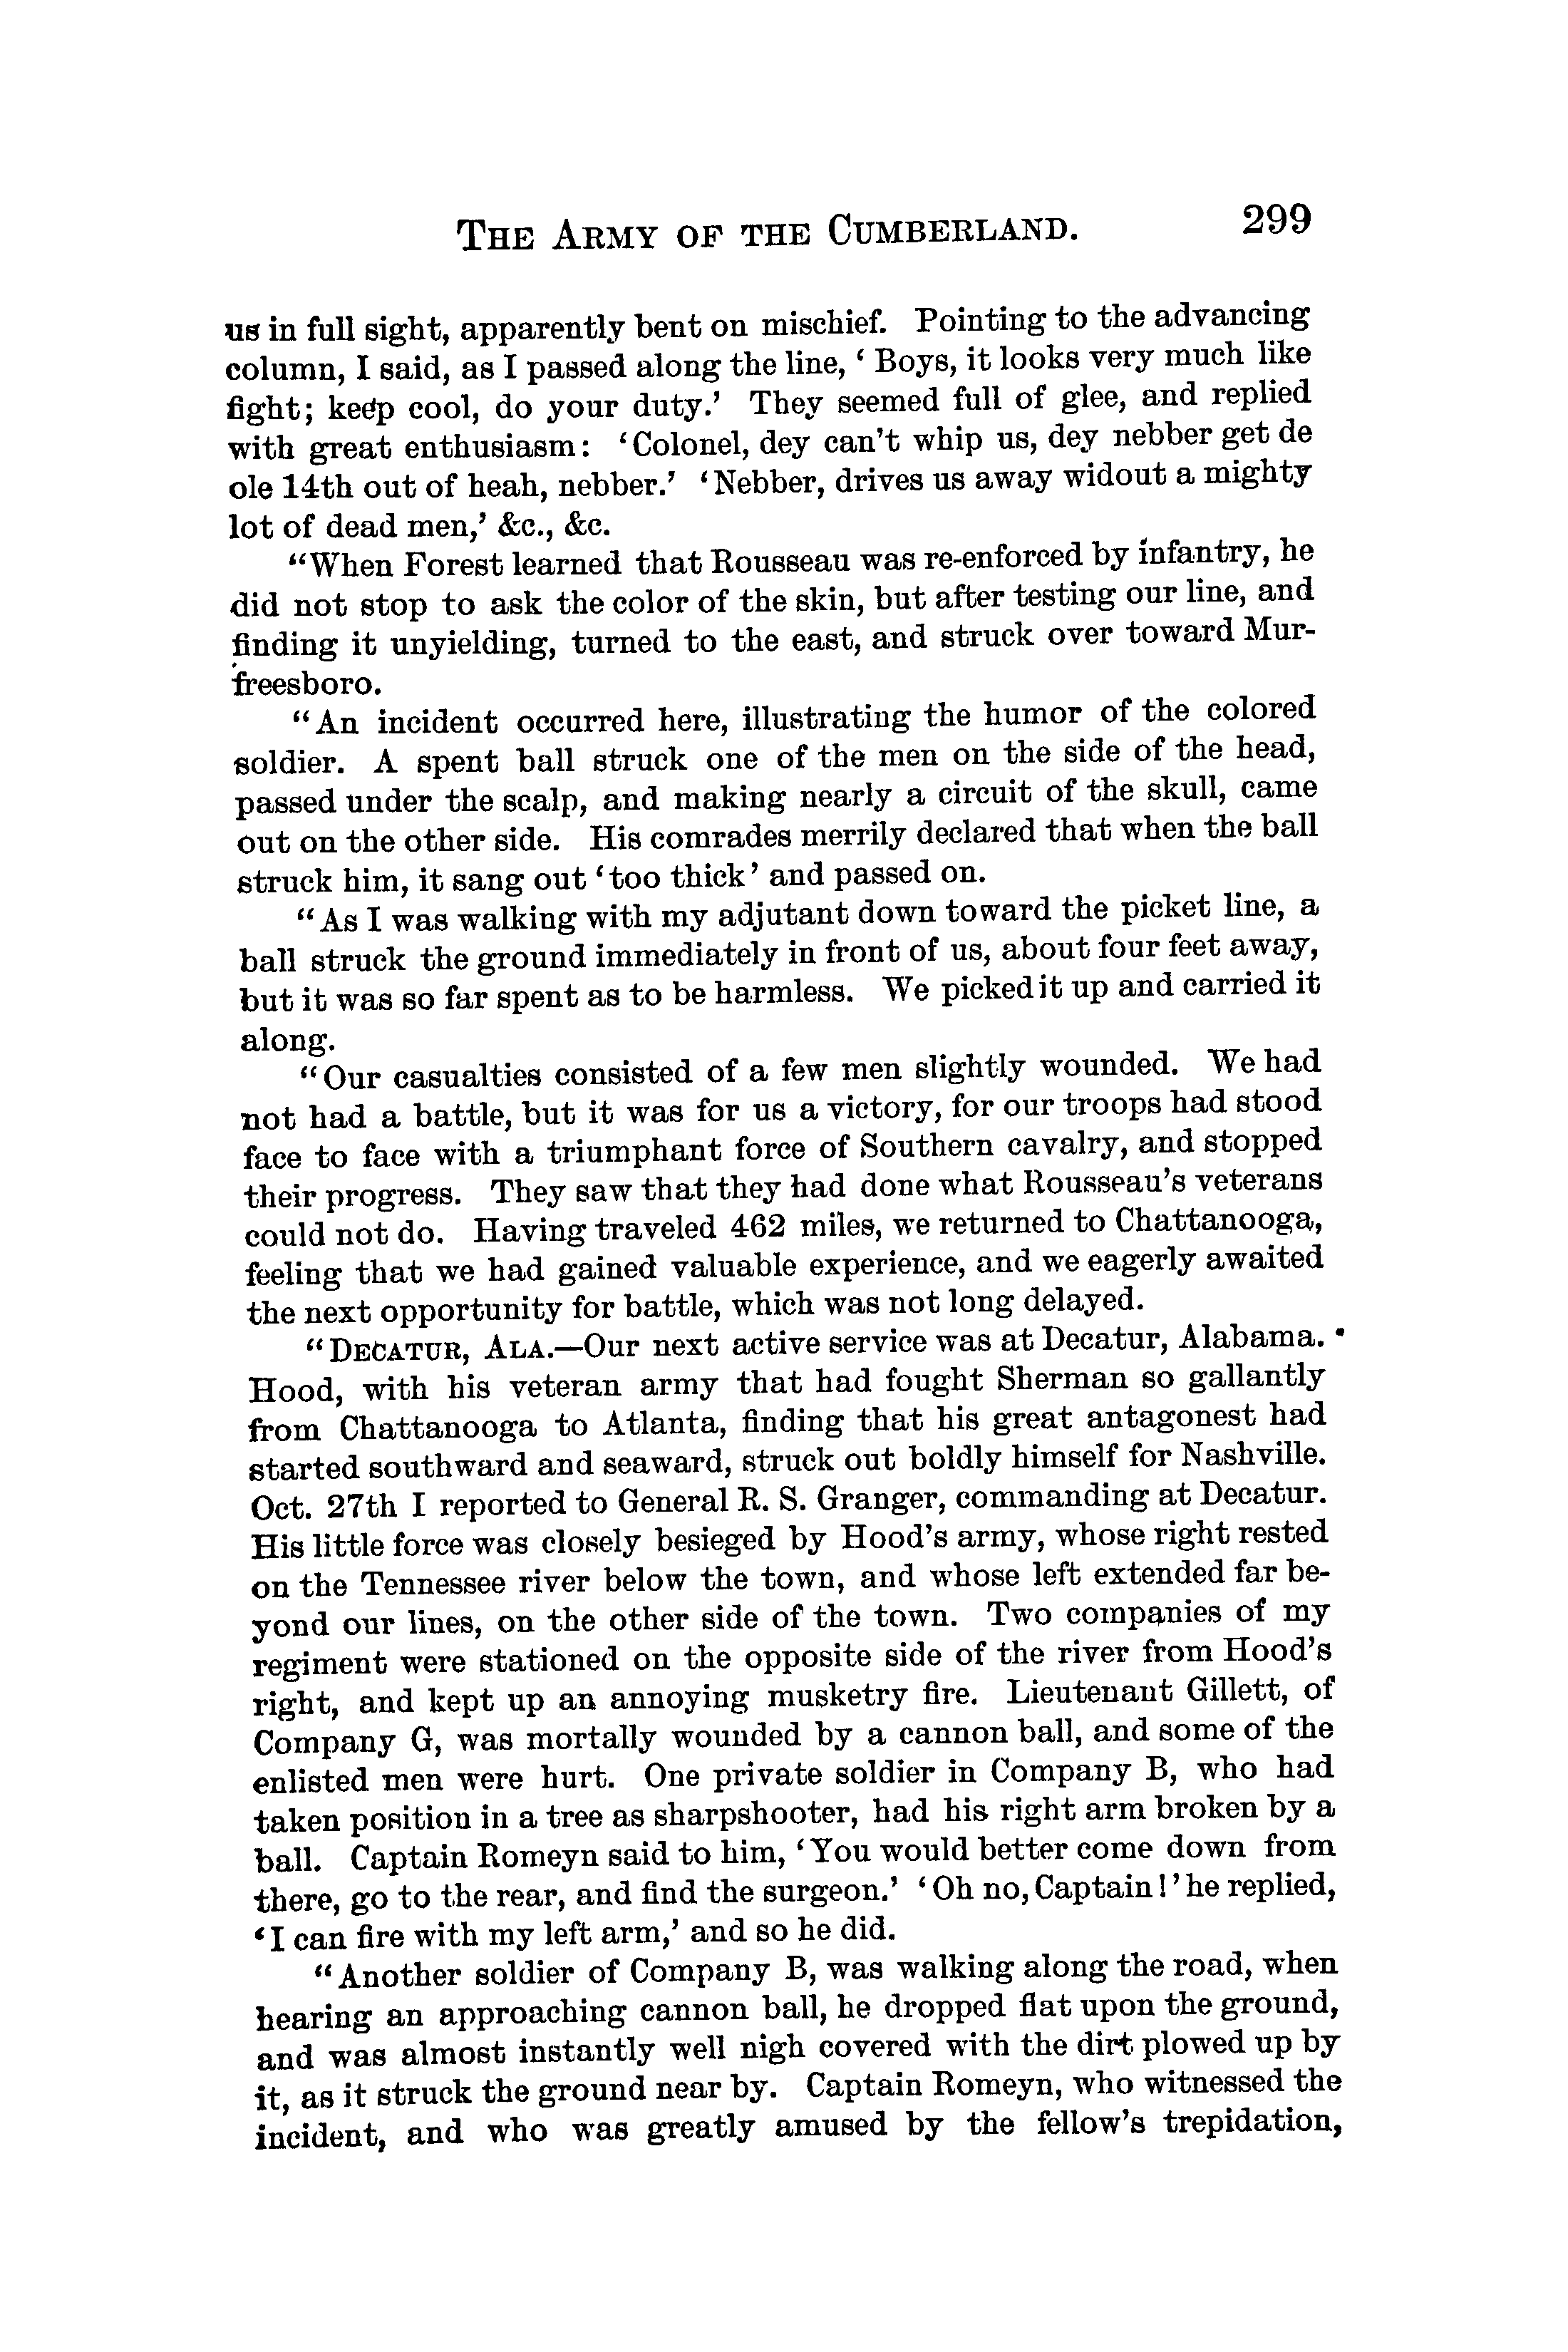 THE ARMY OF THE CUMBERLAND. 299
us in full sight, apparently bent on mischief. Pointing to the advancing
column, I said, as I passed along the line, ‘ Boys, it looks very much like
fight; keep cool, do your duty.’ They seemed full of glee, and replied
with great enthusiasm: ‘Colonel, dey can’t whip us, dey nebber get de
ole 14th out of heah, nebber.’ ‘Nebber, drives us away widout a mighty
lot of dead men,’ &c., &c.
“When Forest learned that Rousseau was re-enforced by infantry, he
did not stop to ask the color of the skin, but after testing our line, and
finding it unyielding, turned to the east, and struck over toward Mur-
freesboro.
“An incident occurred here, illustrating the humor of the colored
soldier. A spent ball struck one of the men on the side of the head,
passed under the scalp, and making nearly a circuit of the skull, came
out on the other side. His comrades merrily declared that when the ball
struck him, it sang out ‘too thick’ and passed on.
“As I was walking with my adjutant down toward the picket line, a
ball struck the ground immediately in front of us, about four feet away,
but it was so far spent as to be harmless. We picked it up and carried it
along.
“Our casualties consisted of a few men slightly wounded. We had
not had a battle, but it was for us a victory, for our troops had stood
face to face with a triumphant force of Southern cavalry, and stopped
their progress. They saw that they had done what Rousseau’s veterans
could not do. Having traveled 462 miles, we returned to Chattanooga,
feeling that we had gained valuable experience, and we eagerly awaited
the next opportunity for battle, which was not long delayed.
“DECATUR, ALA.—Our next active service was at Decatur, Alabama.
Hood, with his veteran army that had fought Sherman so gallantly
from Chattanooga to Atlanta, finding that his great antagonest had
started southward and seaward, struck out boldly himself for Nashville.
Oct. 27th I reported to General R. S. Granger, commanding at Decatur.
His little force was closely besieged by Hood’s army, whose right rested
on the Tennessee river below the town, and whose left extended far be-
yond our lines, on the other side of the town. Two companies of my
regiment were stationed on the opposite side of the river from Hood’s
right, and kept up an annoying musketry fire. Lieutenant Gillett, of
Company G, was mortally wounded by a cannon ball, and some of the
enlisted men were hurt. One private soldier in Company B, who had
taken position in a tree as sharpshooter, had his right arm broken by a
ball. Captain Romeyn said to him, ‘You would better come down from
there, go to the rear, and find the surgeon.’ ‘Oh no, Captain!’ he replied,
‘I can fire with my left arm,’ and so he did.
“Another soldier of Company B, was walking along the road, when
hearing an approaching cannon ball, he dropped flat upon the ground,
and was almost instantly well nigh covered with the dirt plowed up by
it, as it struck the ground near by. Captain Romeyn, who witnessed the
incident, and who was greatly amused by the fellow’s trepidation,